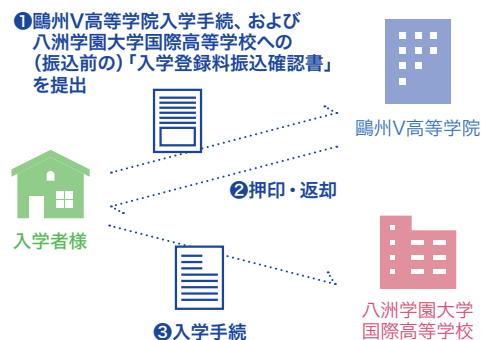 ❶鷗州V高等学院入学手続、および
八洲学園大学国際高等学校への
（振込前の）「入学登録料振込確認書」
を提出
鷗州V高等学院
❷押印・返却
入学者様
八洲学園大学
国際高等学校
❸入学手続